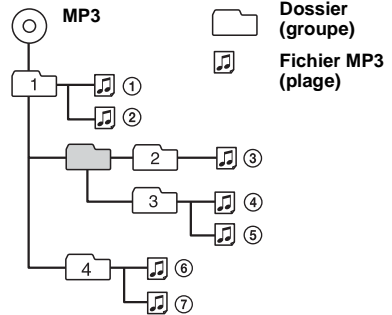 MP3
Dossier
(groupe)
Fichier MP3
(plage)
1
①
②
2
③
3
④
⑤
4
⑥
⑦